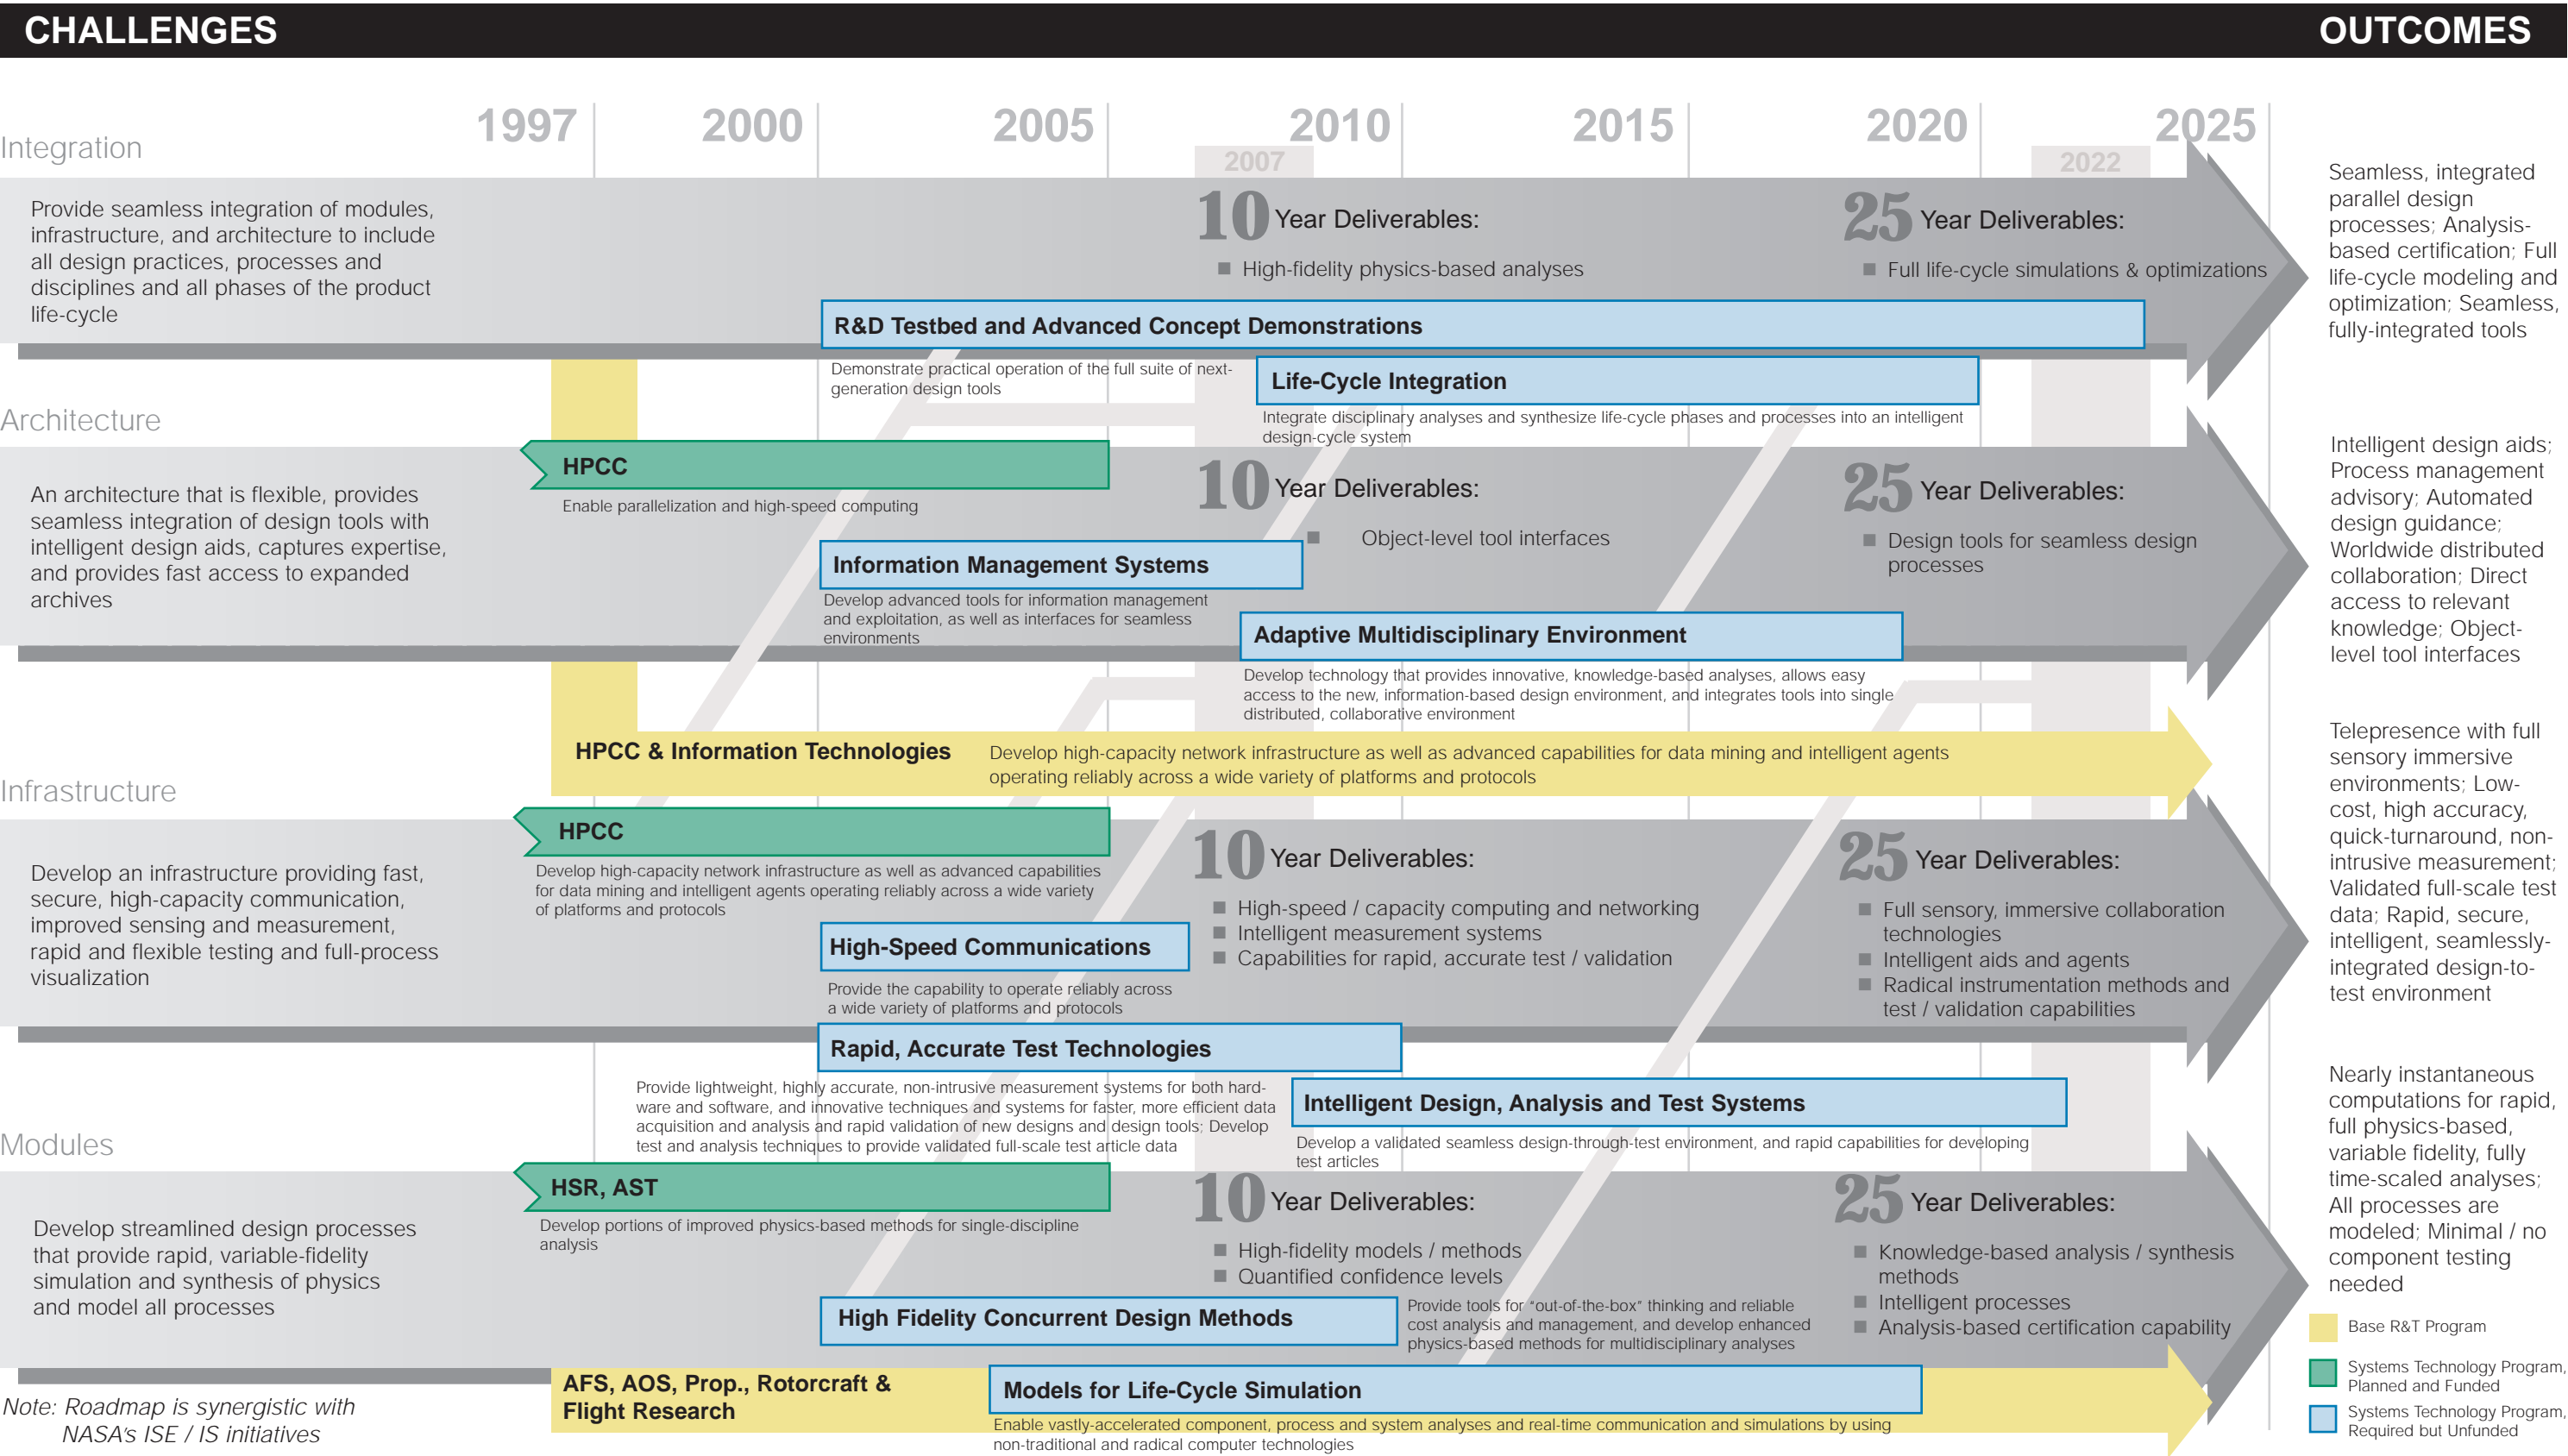 CHALLENGES
OUTCOMES
1997
2000
2005
2010
2015
2020
2025
2007
2022
Integration
Provide seamless integration of modules,
infrastructure, and architecture to include
all design practices, processes and
disciplines and all phases of the product
life-cycle
10 Year Deliverables:
■ High-fidelity physics-based analyses
25 Year Deliverables:
■ Full life-cycle simulations & optimizations
R&D Testbed and Advanced Concept Demonstrations
Demonstrate practical operation of the full suite of next-
generation design tools
Life-Cycle Integration
Integrate disciplinary analyses and synthesize life-cycle phases and processes into an intelligent
design-cycle system
Seamless, integrated
parallel design
processes; Analysis-
based certification; Full
life-cycle modeling and
optimization; Seamless,
fully-integrated tools
Architecture
An architecture that is flexible, provides
seamless integration of design tools with
intelligent design aids, captures expertise,
and provides fast access to expanded
archives
HPCC
Enable parallelization and high-speed computing
10 Year Deliverables:
■ Object-level tool interfaces
25 Year Deliverables:
■ Design tools for seamless design
processes
Information Management Systems
Develop advanced tools for information management
and exploitation, as well as interfaces for seamless
environments
Adaptive Multidisciplinary Environment
Develop technology that provides innovative, knowledge-based analyses, allows easy
access to the new, information-based design environment, and integrates tools into single
distributed, collaborative environment
Intelligent design aids;
Process management
advisory; Automated
design guidance;
Worldwide distributed
collaboration; Direct
access to relevant
knowledge; Object-
level tool interfaces
HPCC & Information Technologies
Develop high-capacity network infrastructure as well as advanced capabilities for data mining and intelligent agents
operating reliably across a wide variety of platforms and protocols
Infrastructure
Develop an infrastructure providing fast,
secure, high-capacity communication,
improved sensing and measurement,
rapid and flexible testing and full-process
visualization
HPCC
Develop high-capacity network infrastructure as well as advanced capabilities
for data mining and intelligent agents operating reliably across a wide variety
of platforms and protocols
High-Speed Communications
Provide the capability to operate reliably across
a wide variety of platforms and protocols
10 Year Deliverables:
■ High-speed / capacity computing and networking
■ Intelligent measurement systems
■ Capabilities for rapid, accurate test / validation
25 Year Deliverables:
■ Full sensory, immersive collaboration
technologies
■ Intelligent aids and agents
■ Radical instrumentation methods and
test / validation capabilities
Rapid, Accurate Test Technologies
Provide lightweight, highly accurate, non-intrusive measurement systems for both hard-
ware and software, and innovative techniques and systems for faster, more efficient data
acquisition and analysis and rapid validation of new designs and design tools; Develop
test and analysis techniques to provide validated full-scale test article data
Intelligent Design, Analysis and Test Systems
Develop a validated seamless design-through-test environment, and rapid capabilities for developing
test articles
Telepresence with full
sensory immersive
environments; Low-
cost, high accuracy,
quick-turnaround, non-
intrusive measurement;
Validated full-scale test
data; Rapid, secure,
intelligent, seamlessly-
integrated design-to-
test environment
Modules
Develop streamlined design processes
that provide rapid, variable-fidelity
simulation and synthesis of physics
and model all processes
HSR, AST
Develop portions of improved physics-based methods for single-discipline
analysis
10 Year Deliverables:
■ High-fidelity models / methods
■ Quantified confidence levels
25 Year Deliverables:
■ Knowledge-based analysis / synthesis
methods
■ Intelligent processes
■ Analysis-based certification capability
High Fidelity Concurrent Design Methods
Provide tools for “out-of-the-box” thinking and reliable
cost analysis and management, and develop enhanced
physics-based methods for multidisciplinary analyses
AFS, AOS, Prop., Rotorcraft &
Flight Research
Models for Life-Cycle Simulation
Enable vastly-accelerated component, process and system analyses and real-time communication and simulations by using
non-traditional and radical computer technologies
Nearly instantaneous
computations for rapid,
full physics-based,
variable fidelity, fully
time-scaled analyses;
All processes are
modeled; Minimal / no
component testing
needed
Base R&T Program
Systems Technology Program,
Planned and Funded
Systems Technology Program,
Required but Unfunded
Note: Roadmap is synergistic with
NASA's ISE / IS initiatives